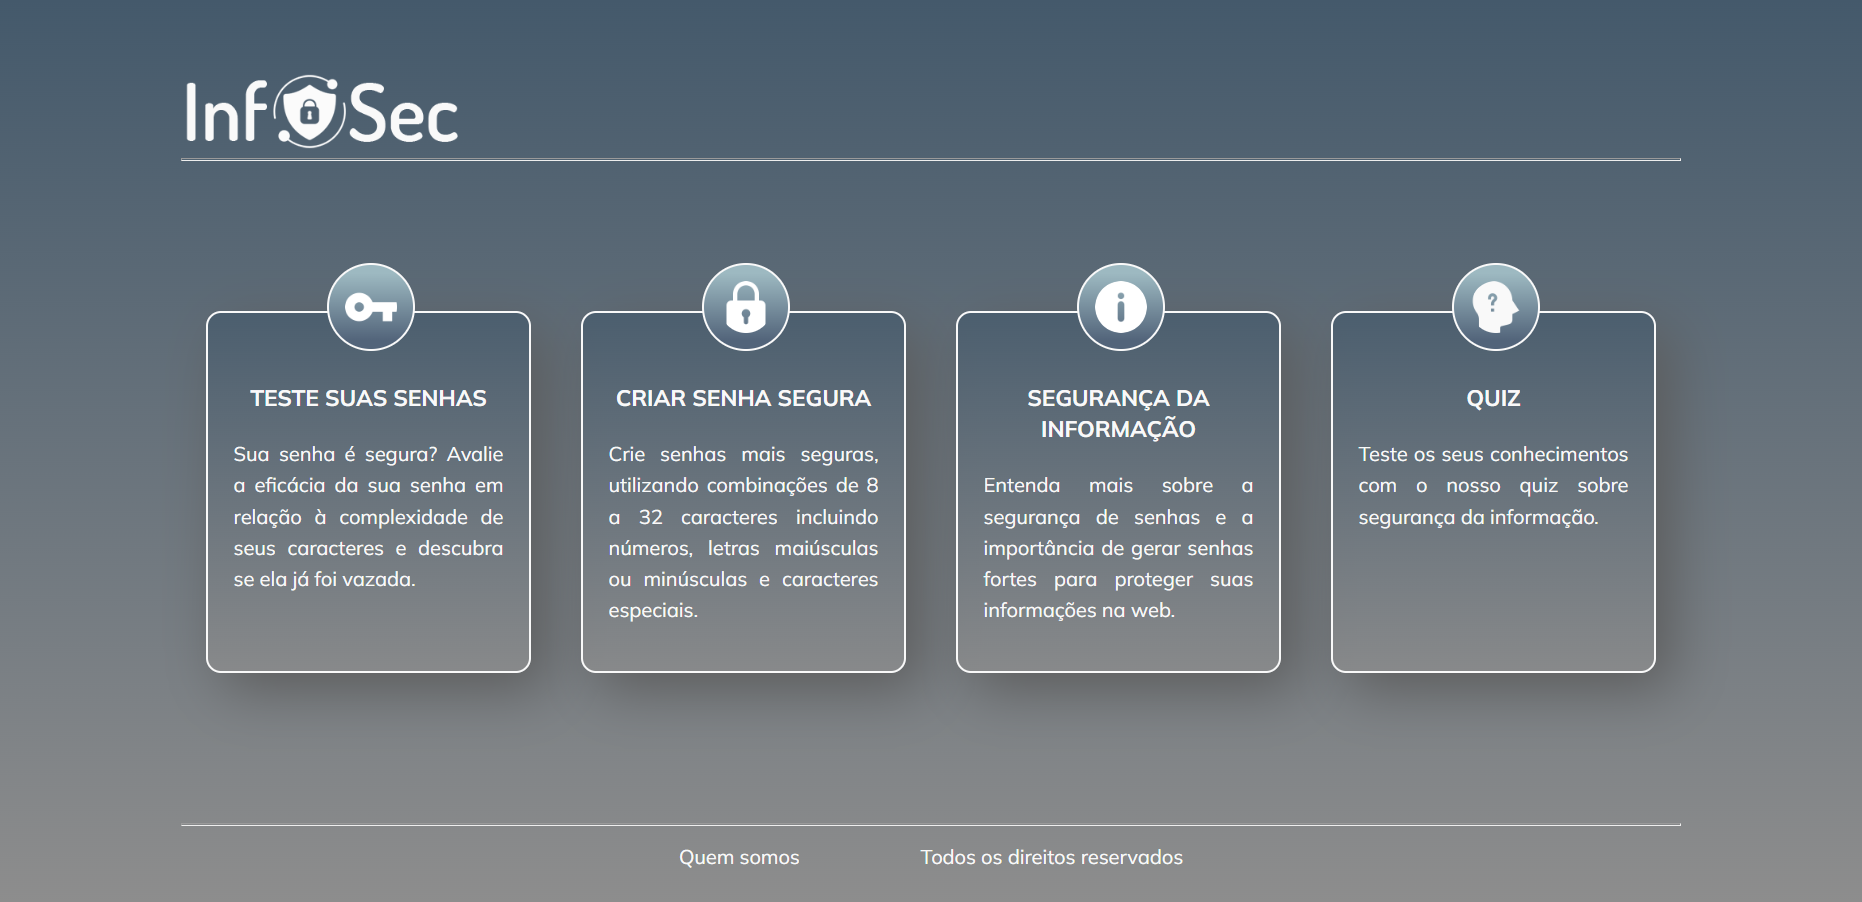 InfoSec
TESTE SUAS SENHAS
Sua senha é segura? Avalie
a eficácia da sua senha em
relação à complexidade de
seus caracteres e descubra
se ela já foi vazada.
CRIAR SENHA SEGURA
Crie senhas mais seguras,
utilizando combinações de 8
a 32 caracteres incluindo
números, letras maiúsculas
ou minúsculas e caracteres
especiais.
SEGURANÇA DA
INFORMAÇÃO
Entenda mais sobre a
segurança de senhas e a
importância de gerar senhas
fortes para proteger suas
informações na web.
QUIZ
Teste os seus conhecimentos
com o nosso quiz sobre
segurança da informação.
Quem somos
Todos os direitos reservados